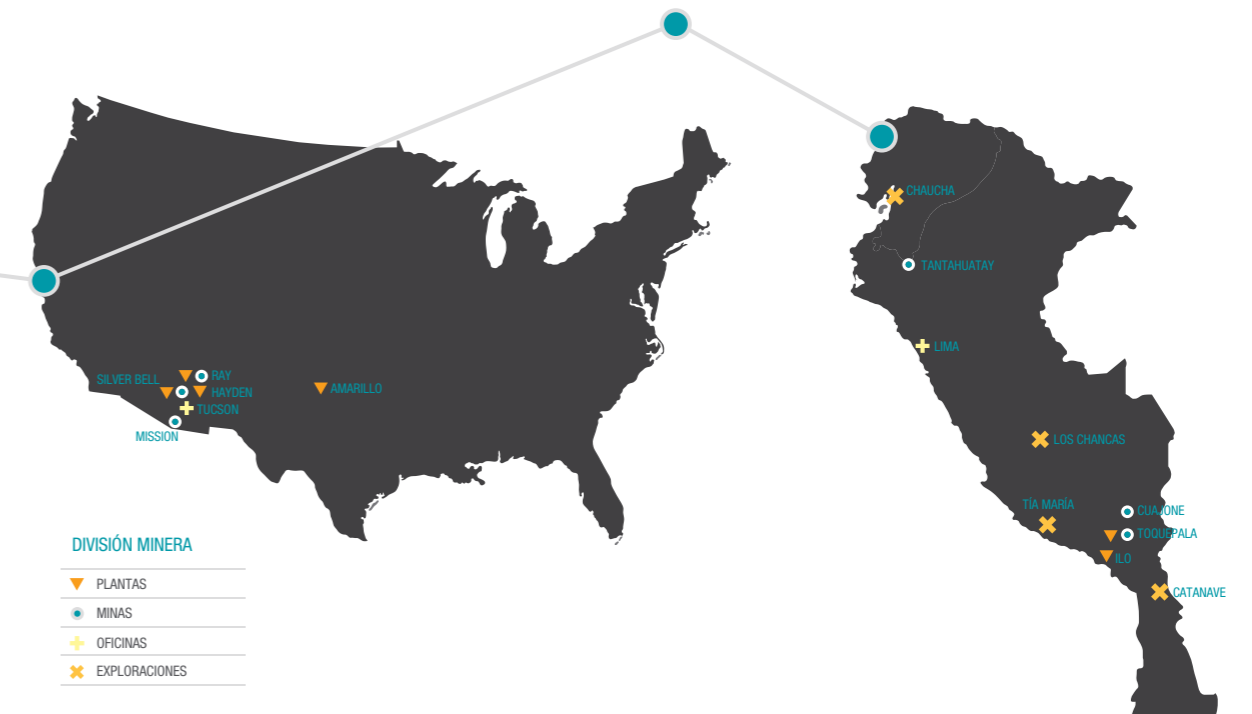 CHAUCHA
TANTAHUATAY
LIMA
RAY
SILVER BELL
HAYDEN
AMARILLO
TUCSON
MISSION
LOS CHANCAS
TÍA MARÍA
CUAJONE
TOQUEPALA
ILO
CATANAVE
DIVISIÓN MINERA
PLANTAS
MINAS
OFICINAS
EXPLORACIONES